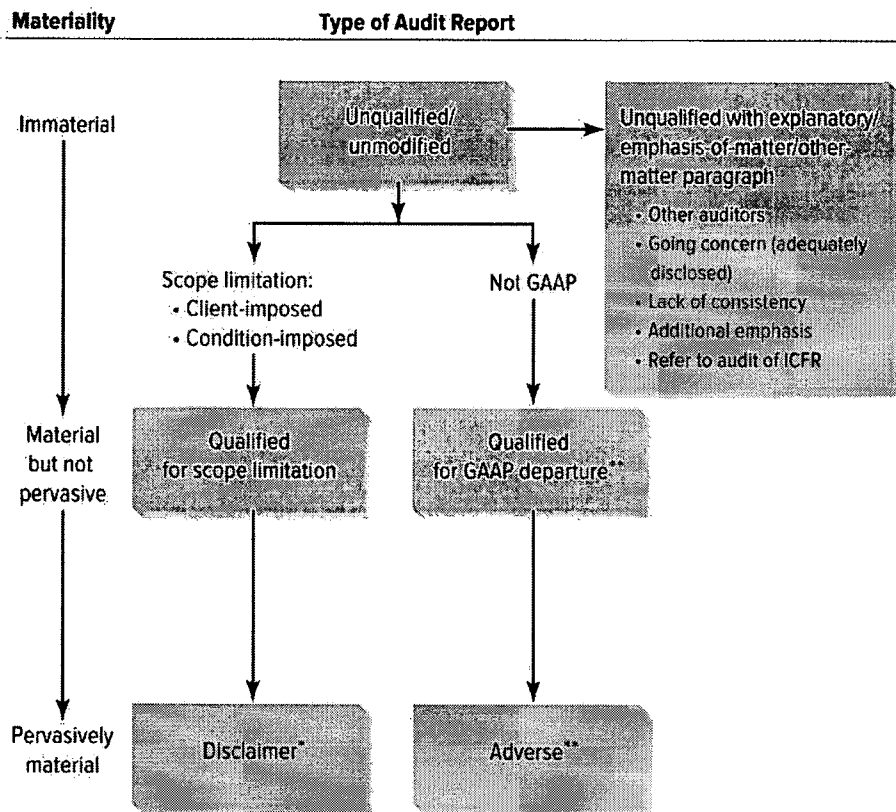 Materiality
Type of Audit Report
Immaterial
Unqualified/
unmodified
Unqualified with explanatory/
emphasis-of-matter/other-
matter paragraph
• Other auditors
• Going concern (adequately
disclosed)
• Lack of consistency
• Additional emphasis
• Refer to audit of ICFR
Scope limitation:
• Client-imposed
• Condition-imposed
Not GAAP
Material
but not
pervasive
Qualified
for scope limitation
Qualified
for GAAP departure**
Pervasively
material
Disclaimer*
Adverse**